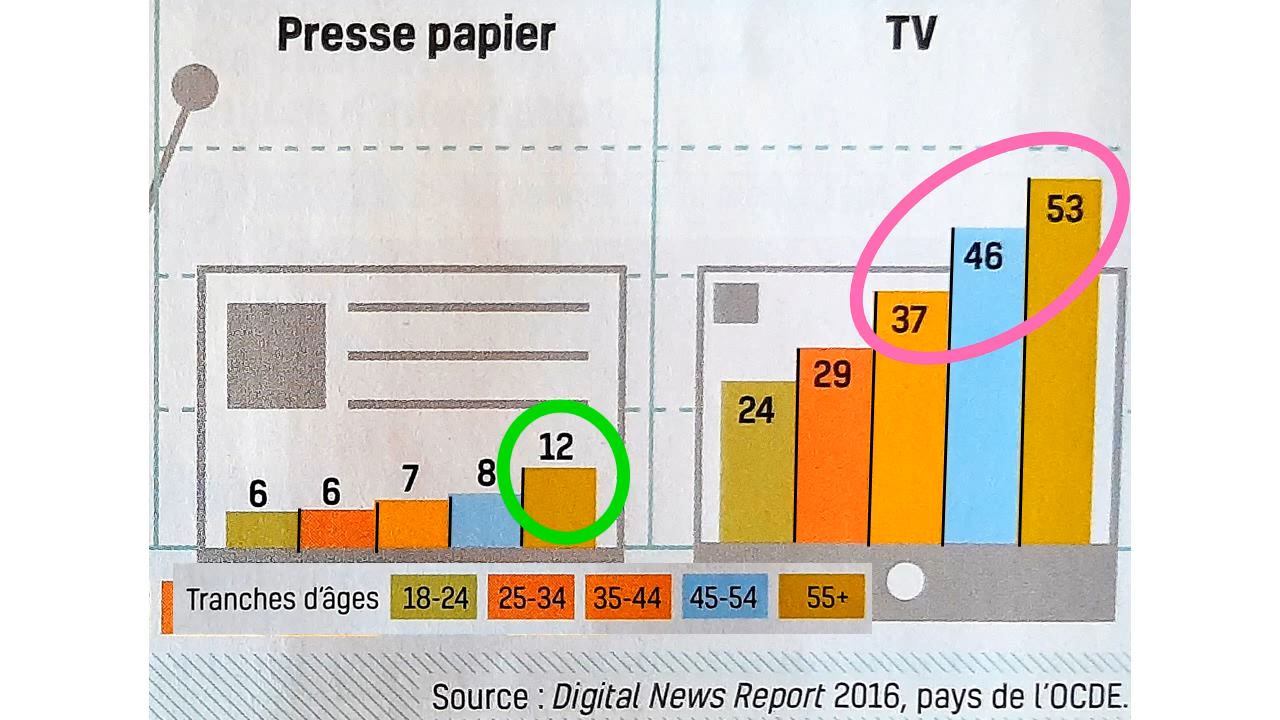 Presse papier
TV
6
6
7
8
12
24
29
37
46
53
Tranches d'âges 18-24 25-34 35-44 45-54 55+
Source : Digital News Report 2016, pays de l'OCDE.